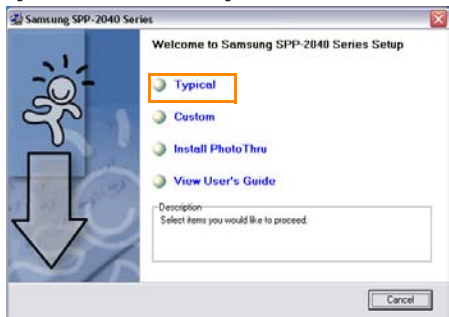 Samsung SPP-2040 Series
Welcome to Samsung SPP-2040 Series Setup
Typical
Custom
Install PhotoThru
View User's Guide
Description
Select items you would like to proceed.
Cancel